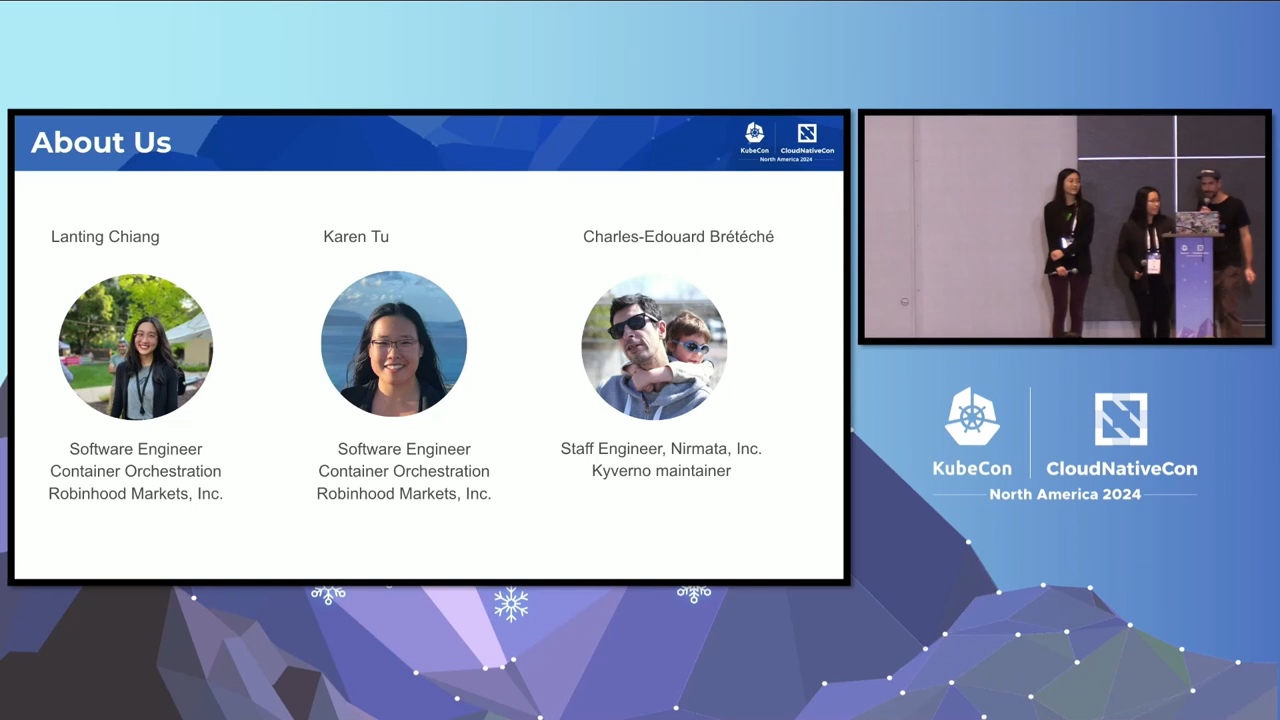 About Us
KubeCon
CloudNativeCon
North America 2024
Lanting Chiang
Karen Tu
Charles-Edouard Brétéché
Software Engineer
Container Orchestration
Robinhood Markets, Inc.
Software Engineer
Container Orchestration
Robinhood Markets, Inc.
Staff Engineer, Nirmata, Inc.
Kyverno maintainer
KubeCon
CloudNativeCon
North America 2024